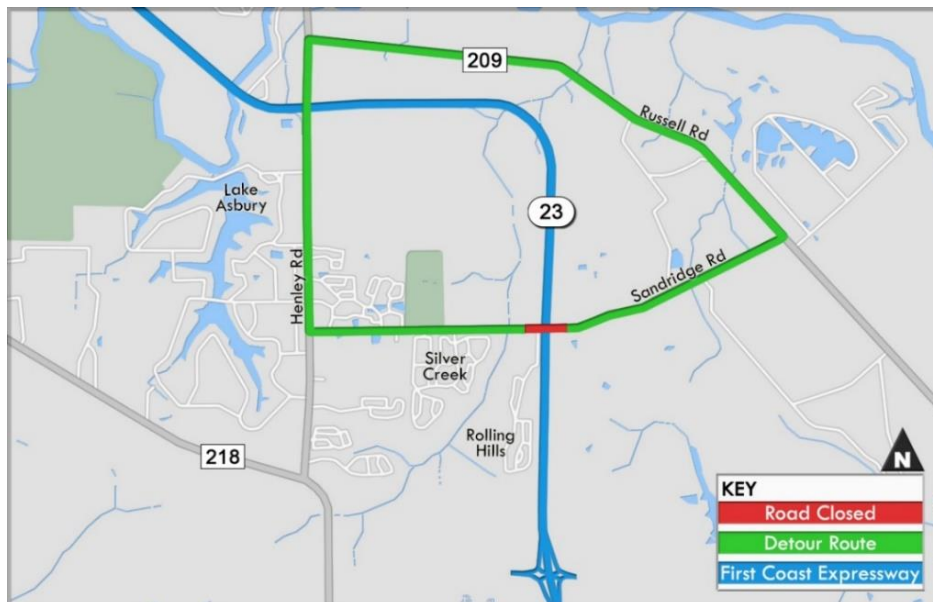 209
Russell Rd
Lake
Asbury
23
Henley Rd
Sandridge Rd
Silver
Creek
Rolling
Hills
218
N
KEY
Road Closed
Detour Route
First Coast Expressway